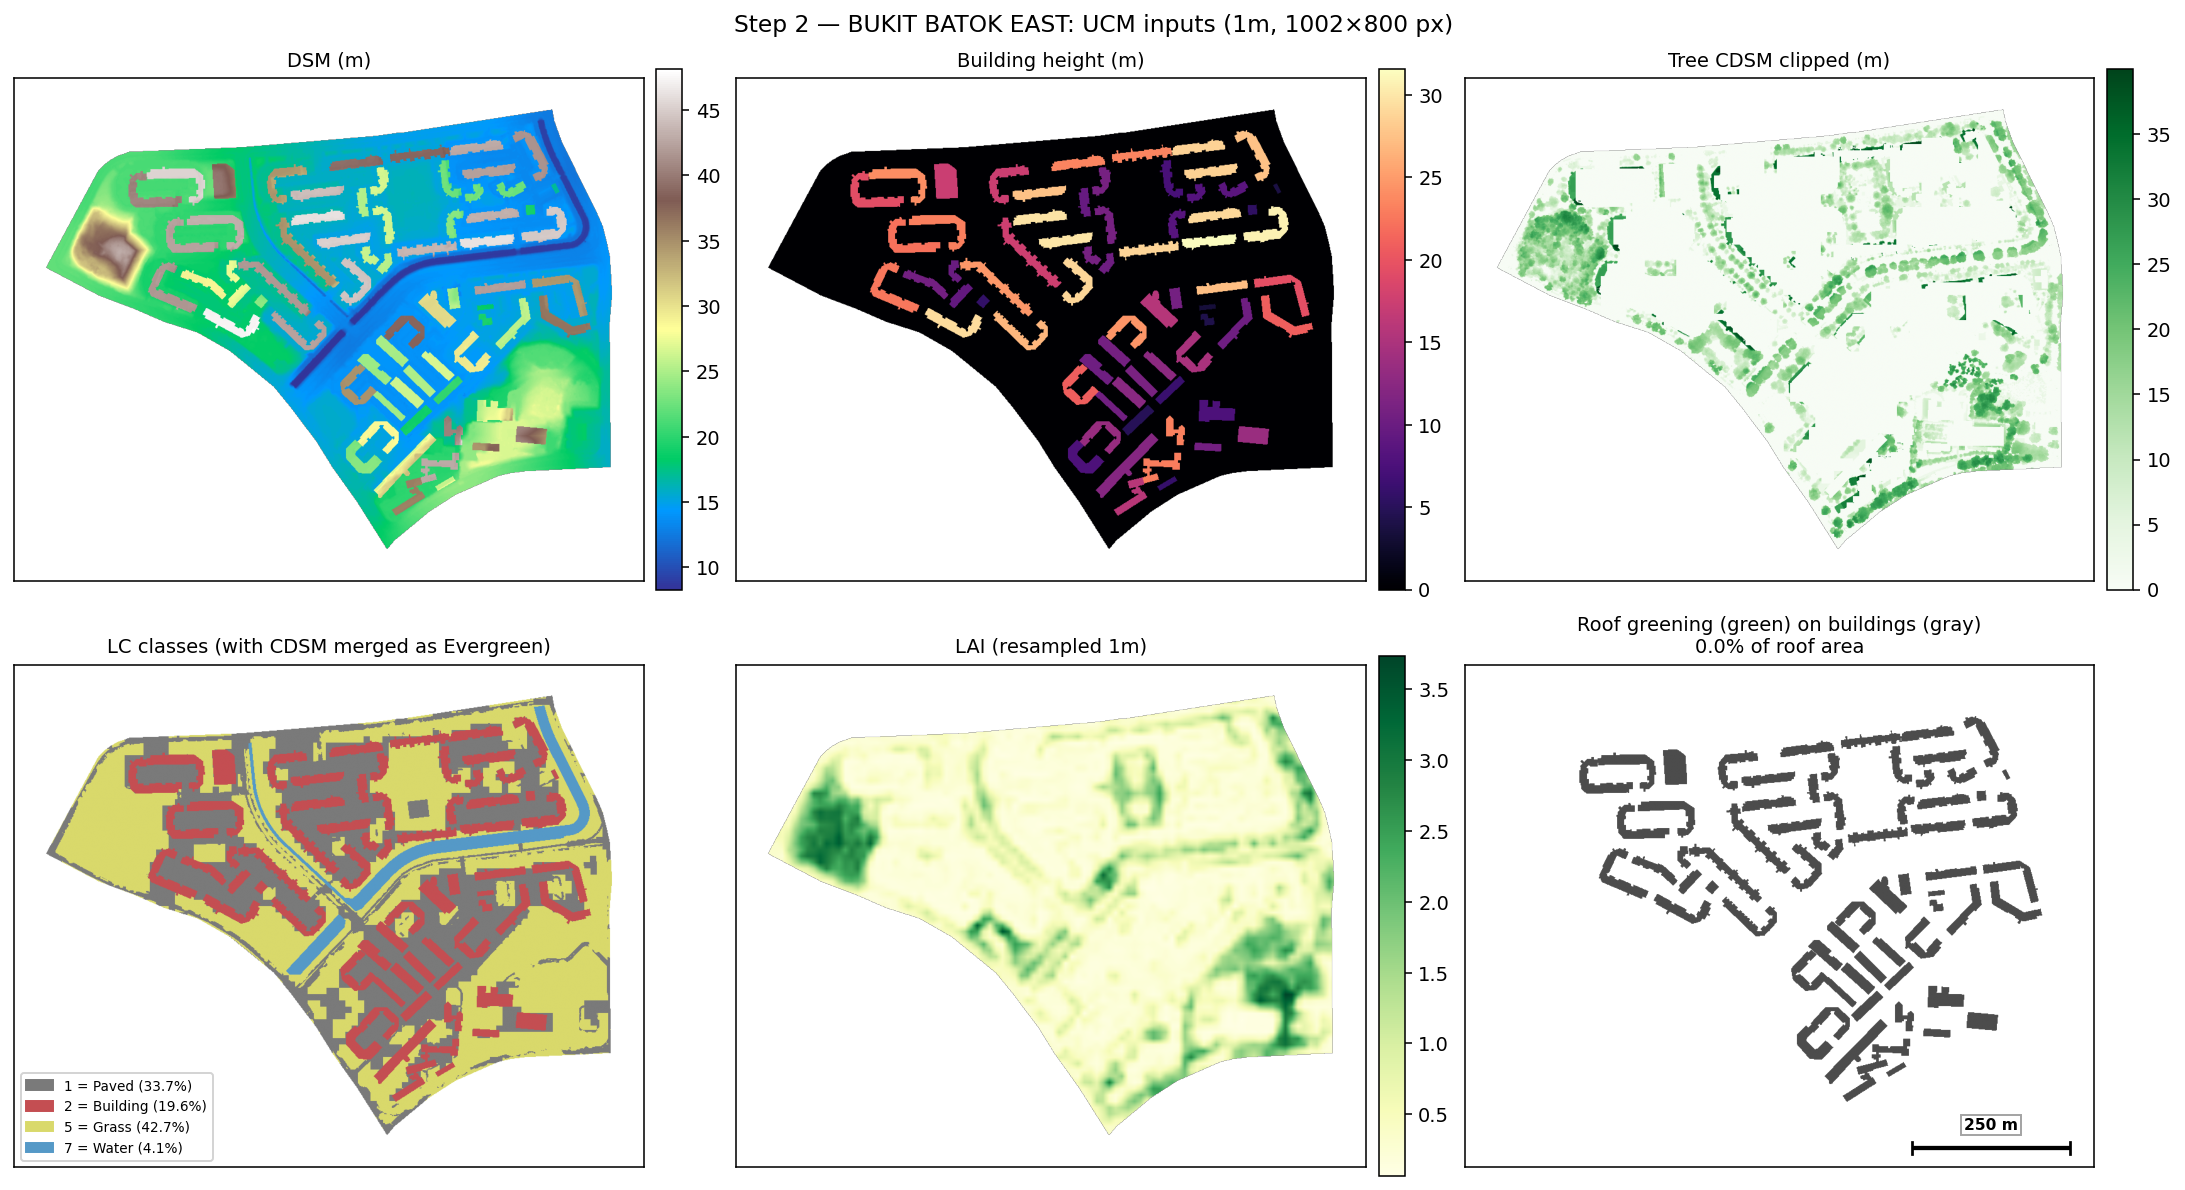 Step 2 — BUKIT BATOK EAST: UCM inputs (1m, 1002×800 px)
DSM (m)
45
40
35
30
25
20
15
10
Building height (m)
30
25
20
15
10
5
0
Tree CDSM clipped (m)
35
30
25
20
15
10
5
0
LC classes (with CDSM merged as Evergreen)
1 = Paved (33.7%)
2 = Building (19.6%)
5 = Grass (42.7%)
7 = Water (4.1%)
LAI (resampled 1m)
3.5
3.0
2.5
2.0
1.5
1.0
0.5
Roof greening (green) on buildings (gray)
0.0% of roof area
250 m